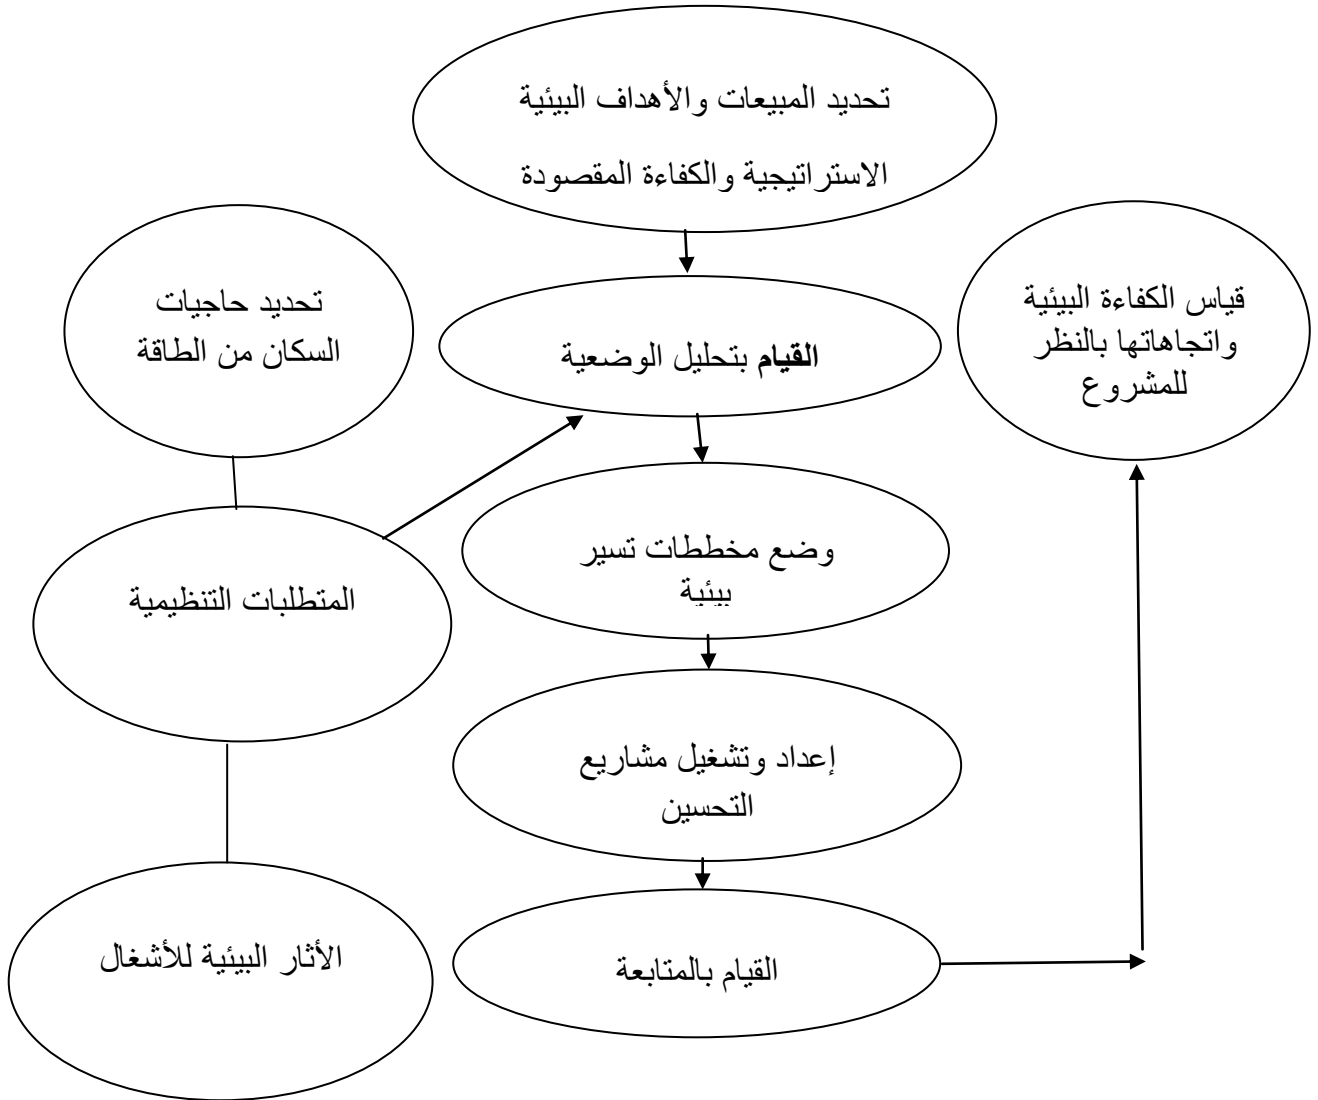 تحديد المبيعات والأهداف البيئية
الاستراتيجية والكفاءة المقصودة
تحديد حاجيات
السكان من الطاقة
القيام بتحليل الوضعية
قياس الكفاءة البيئية
واتجاهاتها بالنظر
للمشروع
المتطلبات التنظيمية
وضع مخططات تسير
بيئية
إعداد وتشغيل مشاريع
التحسين
الأثار البيئية للأشغال
القيام بالمتابعة